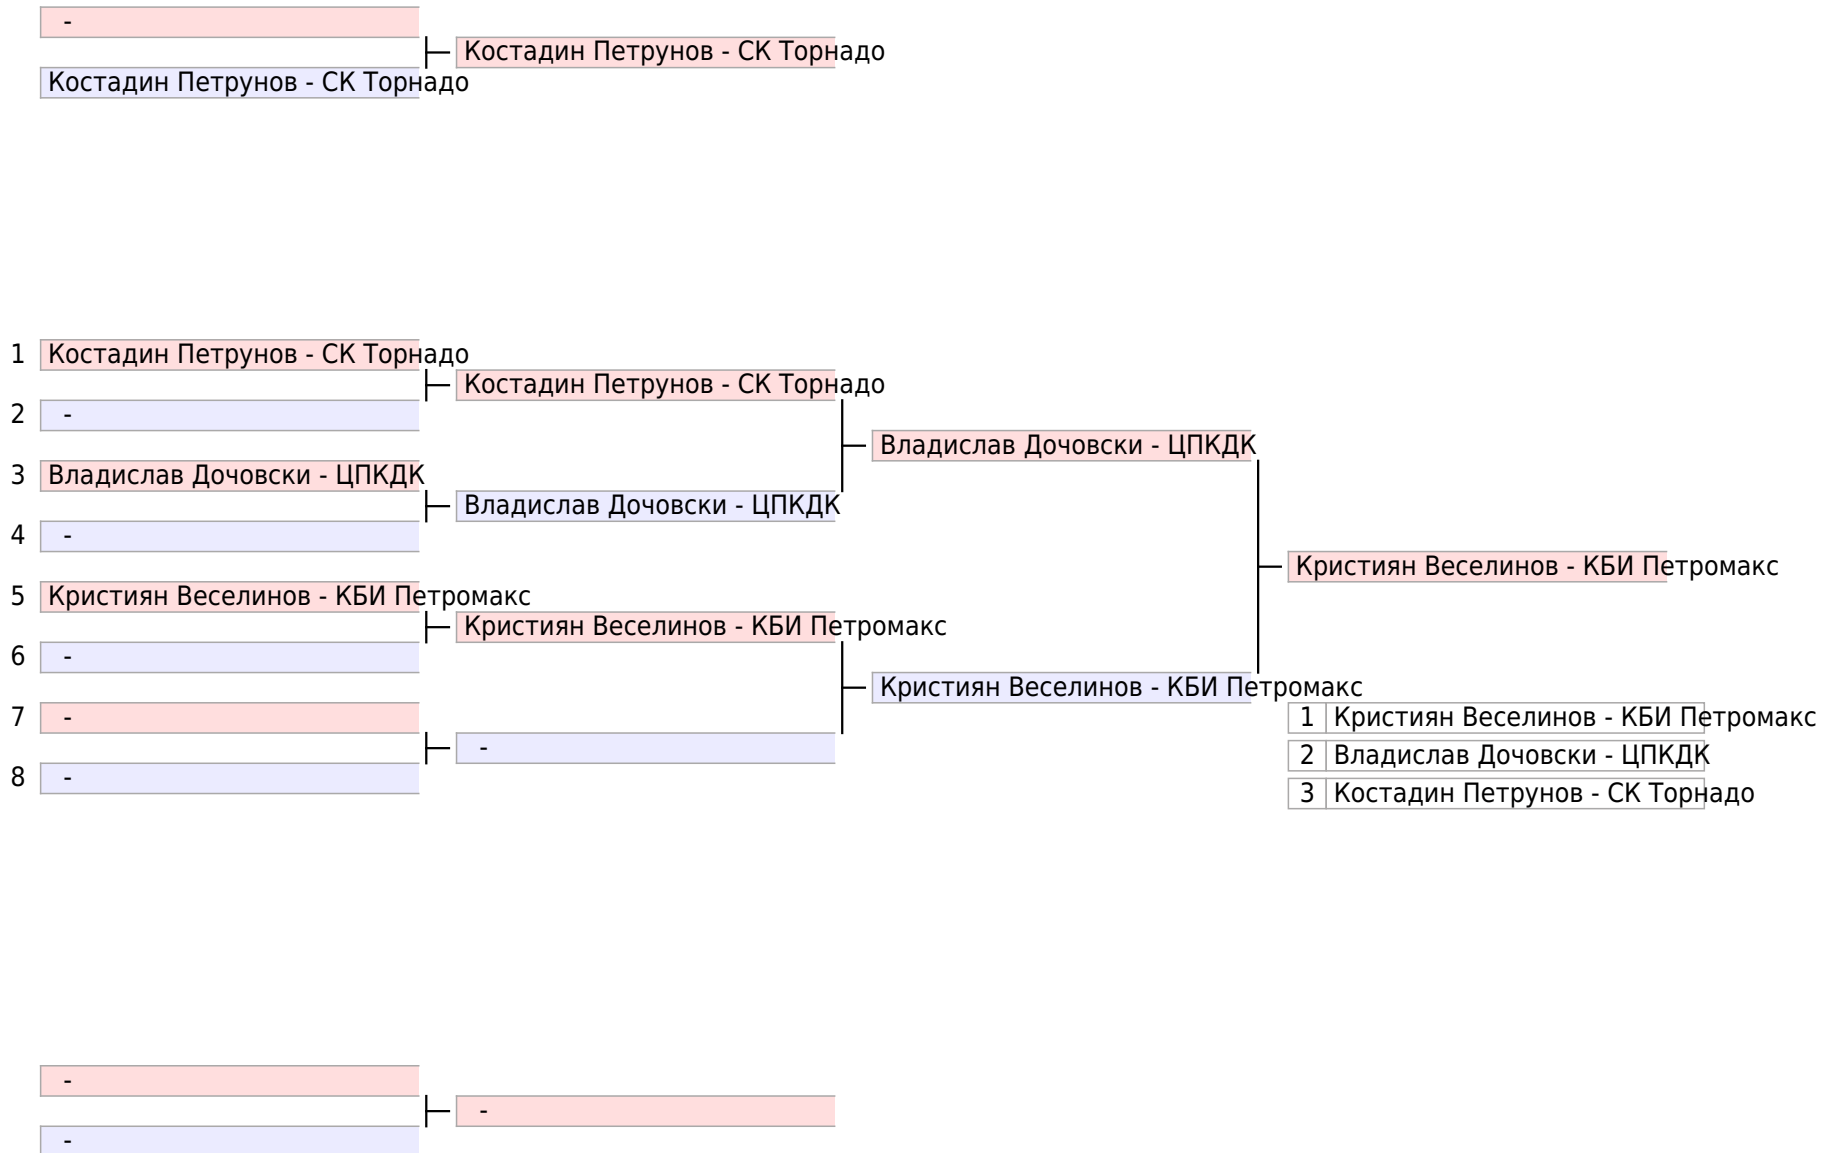 -
Костадин Петрунов - СК Торнадо
Костадин Петрунов - СК Торнадо
1 Костадин Петрунов - СК Торнадо
Костадин Петрунов - СК Торнадо
2 -
Владислав Дочовски - ЦПКДК
3 Владислав Дочовски - ЦПКДК
Владислав Дочовски - ЦПКДК
4 -
Кристиян Веселинов - КБИ Петромакс
5 Кристиян Веселинов - КБИ Петромакс
Кристиян Веселинов - КБИ Петромакс
6 -
Кристиян Веселинов - КБИ Петромакс
7 -
1 Кристиян Веселинов - КБИ Петромакс
-
2 Владислав Дочовски - ЦПКДК
8 -
3 Костадин Петрунов - СК Торнадо
-
-
-